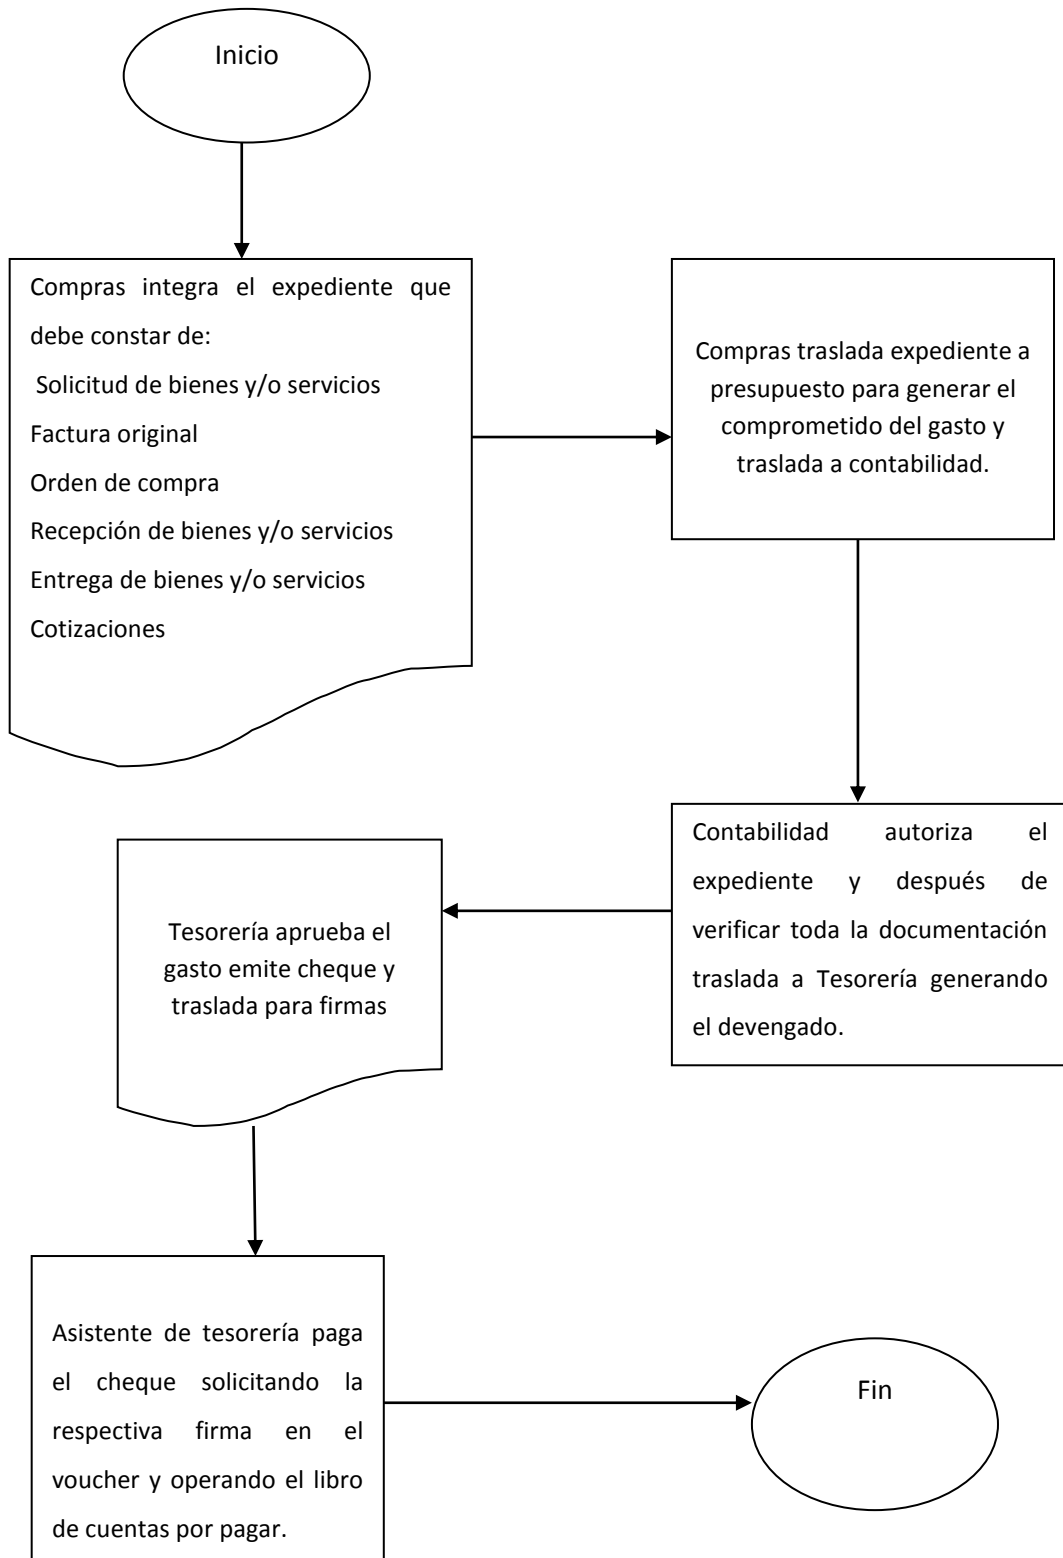 Inicio
Compras integra el expediente que
debe constar de:
Solicitud de bienes y/o servicios
Factura original
Orden de compra
Recepción de bienes y/o servicios
Entrega de bienes y/o servicios
Cotizaciones
Compras traslada expediente a
presupuesto para generar el
comprometido del gasto y
traslada a contabilidad.
Contabilidad autoriza el
expediente y después de
verificar toda la documentación
traslada a Tesorería generando
el devengado.
Tesorería aprueba el
gasto emite cheque y
traslada para firmas
Asistente de tesorería paga
el cheque solicitando la
respectiva firma en el
voucher y operando el libro
de cuentas por pagar.
Fin